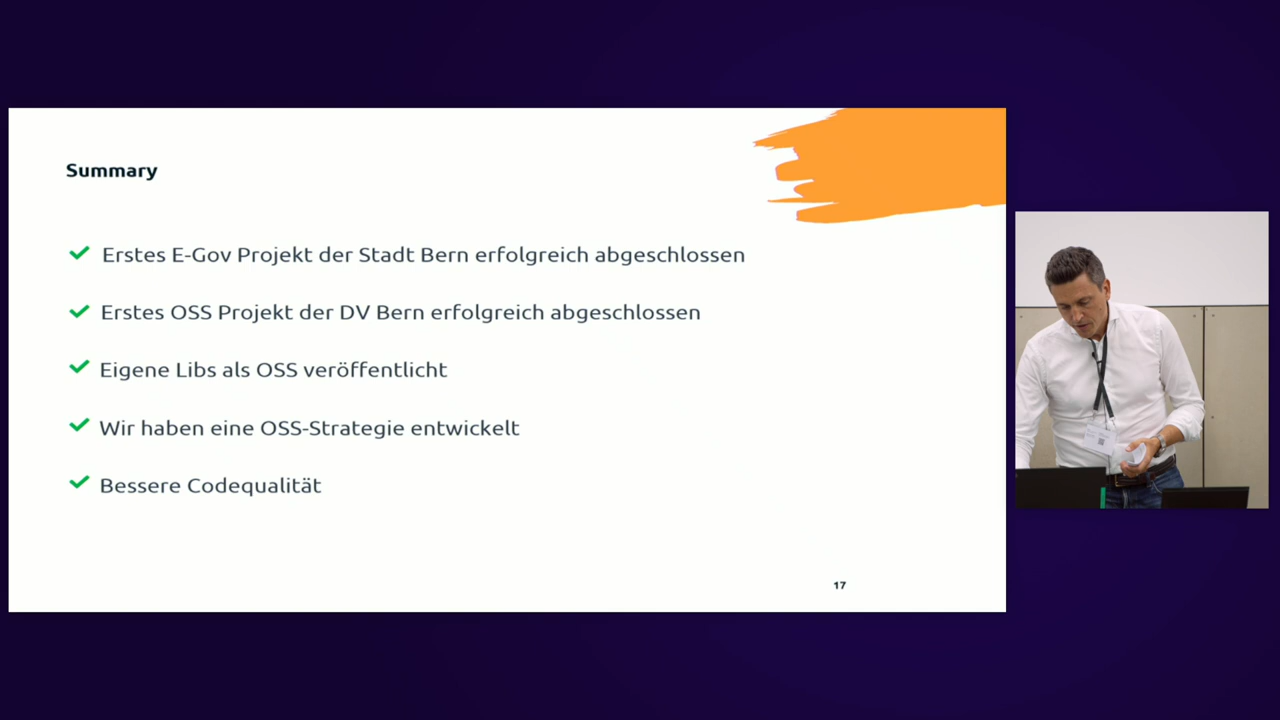 Summary
Erstes E-Gov Projekt der Stadt Bern erfolgreich abgeschlossen
Erstes OSS Projekt der DV Bern erfolgreich abgeschlossen
Eigene Libs als OSS veröffentlicht
Wir haben eine OSS-Strategie entwickelt
Bessere Codequalität
17